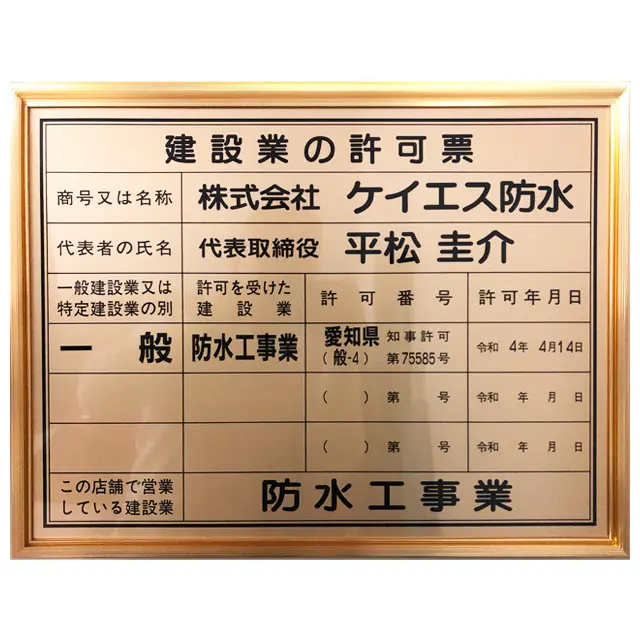 建設業の許可票
商号又は名称 株式会社 ケイエス防水
代表者の氏名 代表取締役 平松 圭介
一般建設業又は
特定建設業の別
許可を受けた
建設業
許可番号
許可年月日
一般 防水工事業
愛知県 知事許可
(般-4) 第75585号
令和 4年 4月14日
( ) 第 号 令和 年 月 日
( ) 第 号 令和 年 月 日
この店舗で営業
している建設業
防水工事業